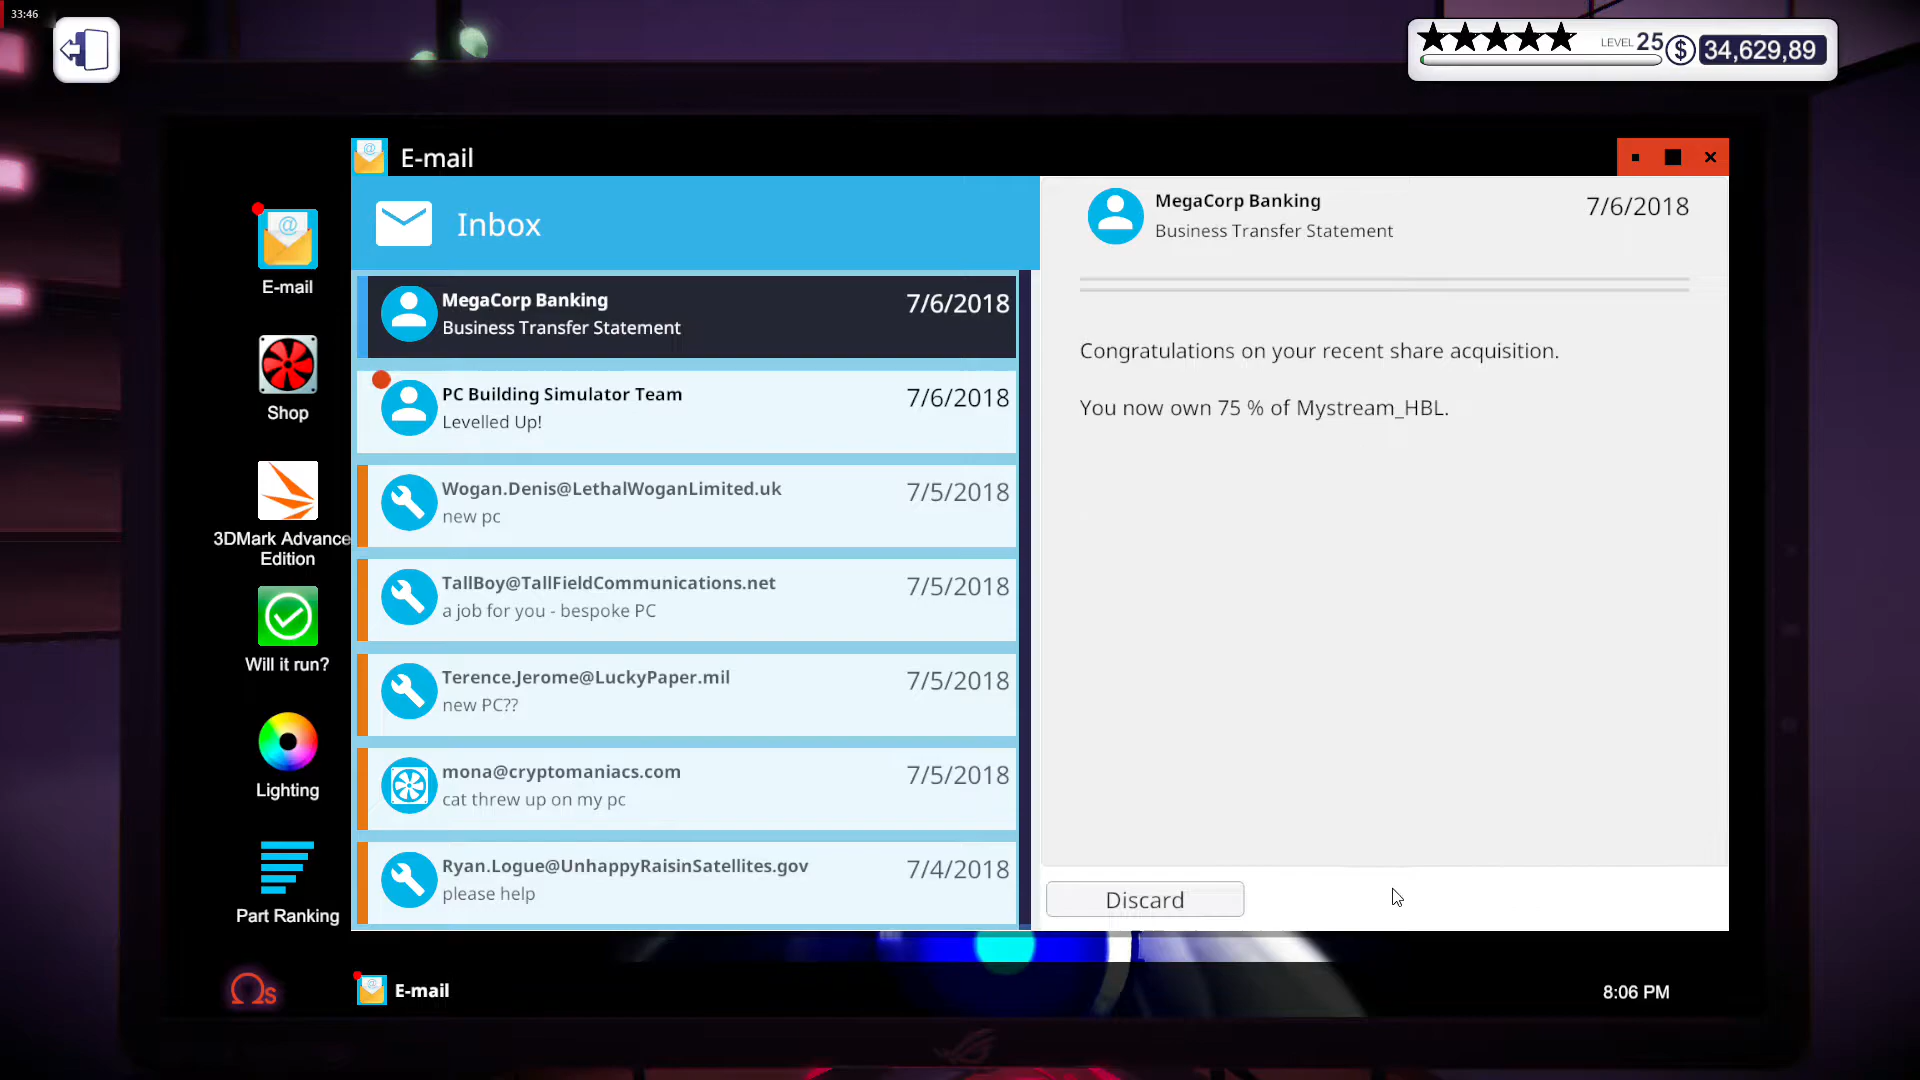 33:46
LEVEL 25
$ 34,629,89
E-mail
Inbox
MegaCorp Banking
7/6/2018
Business Transfer Statement
PC Building Simulator Team
7/6/2018
Levelled Up!
Wogan.Denis@LethalWoganLimited.uk
7/5/2018
new pc
TallBoy@TallFieldCommunications.net
7/5/2018
a job for you - bespoke PC
Terence.Jerome@LuckyPaper.mil
7/5/2018
new PC??
mona@cryptomaniacs.com
7/5/2018
cat threw up on my pc
Ryan.Logue@UnhappyRaisinSatellites.gov
7/4/2018
please help
MegaCorp Banking
7/6/2018
Business Transfer Statement
Congratulations on your recent share acquisition.
You now own 75 % of Mystream_HBL.
Discard
E-mail
Shop
3DMark Advance
Edition
Will it run?
Lighting
Part Ranking
Ωs
E-mail
8:06 PM